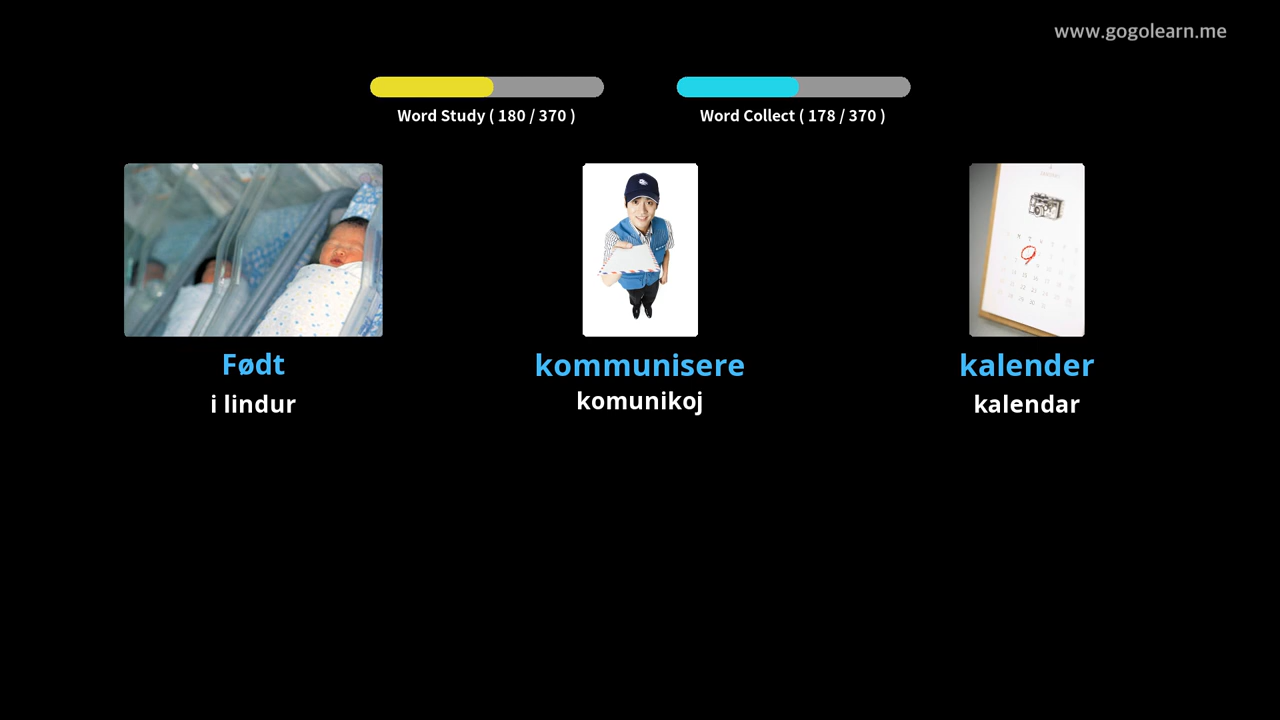 www.gogolearn.me
Word Study ( 180 / 370 )
Word Collect ( 178 / 370 )
Født
i lindur
kommunisere
komunikoj
kalender
kalendar